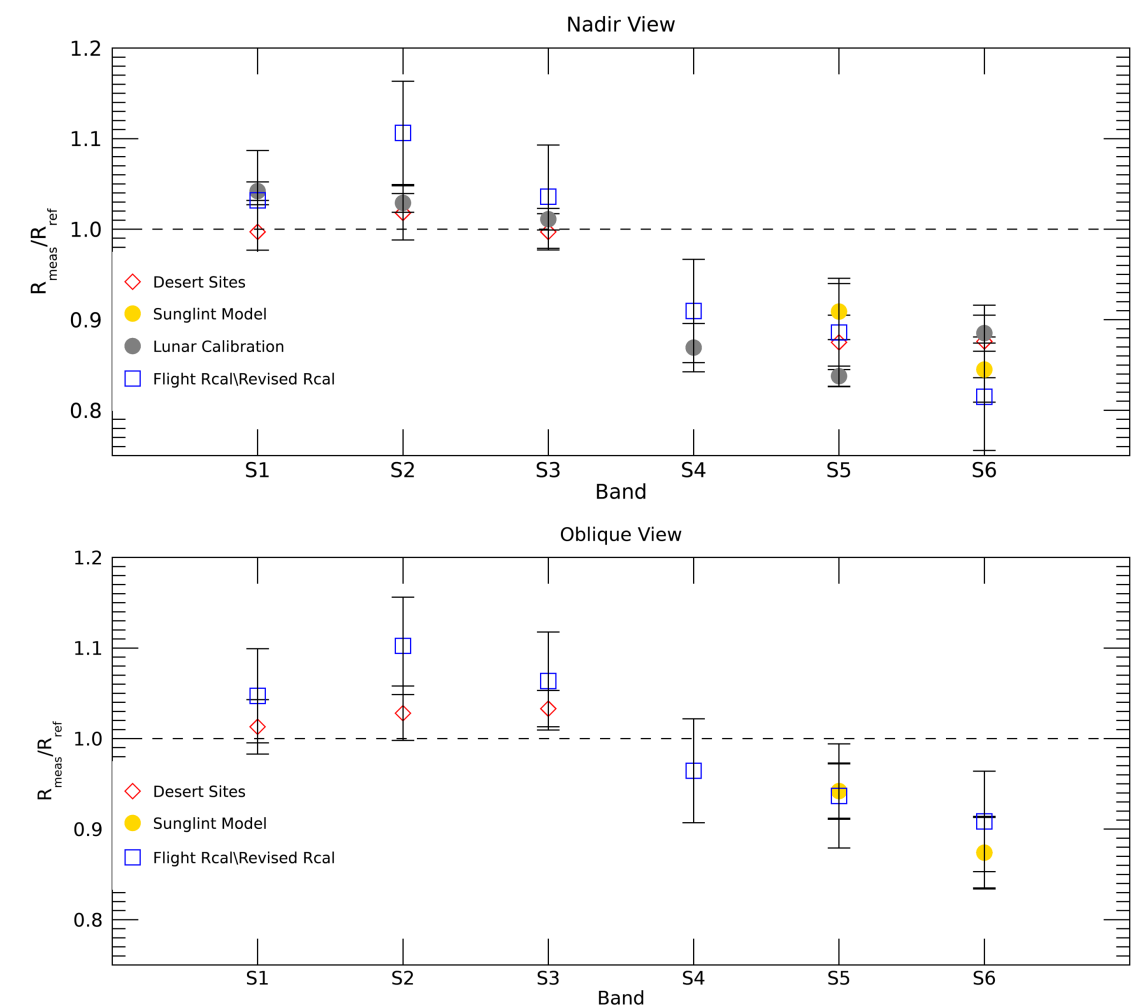 Nadir View
1.2
1.1
1.0
0.9
0.8
R_meas/R_ref
Desert Sites
Sunglint Model
Lunar Calibration
Flight Rcal\Revised Rcal
S1 S2 S3 S4 S5 S6
Band
Oblique View
1.2
1.1
1.0
0.9
0.8
R_meas/R_ref
Desert Sites
Sunglint Model
Flight Rcal\Revised Rcal
S1 S2 S3 S4 S5 S6
Band